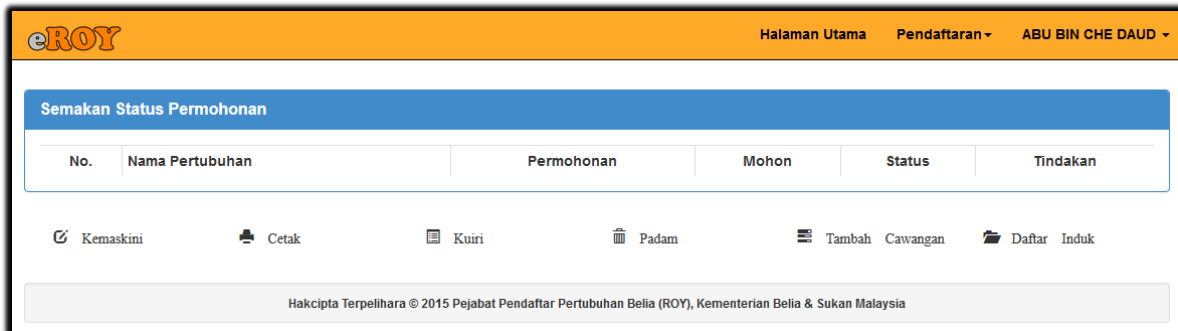 eROY Halaman Utama Pendaftaran ABU BIN CHE DAUD
Semakan Status Permohonan
No. Nama Pertubuhan Permohonan Mohon Status Tindakan
Kemaskini Cetak Kuiri Padam Tambah Cawangan Daftar Induk
Hakcipta Terpelihara © 2015 Pejabat Pendaftar Pertubuhan Belia (ROY), Kementerian Belia & Sukan Malaysia